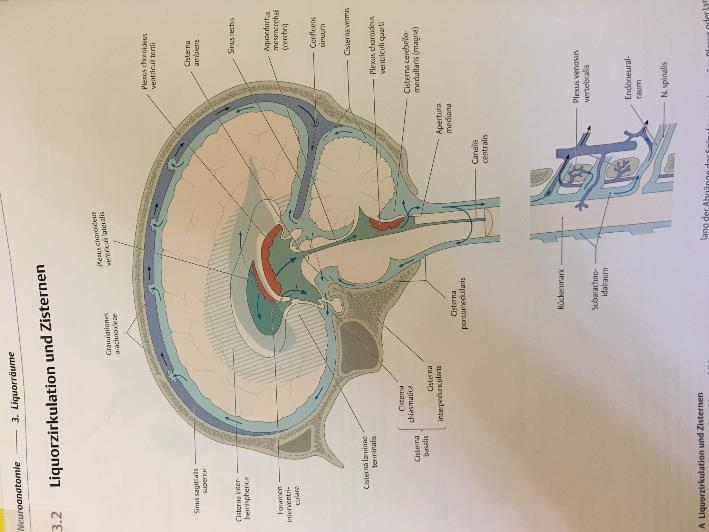 Neuroanatomie — 3. Liquorräume
3.2 Liquorzirkulation und Zisternen
Granulationes
arachnoideae
Plexus choroideus
ventriculi lateralis
Plexus choroideus
ventriculi tertii
Cisterna
ambiens
Sinus rectus
Aquaeductus
mesencephali
(cerebri)
Confluens
sinuum
Cisterna vermis
Plexus choroideus
ventriculi quarti
Cisterna cerebello-
medullaris (magna)
Apertura
mediana
Canalis
centralis
Sinus sagittalis
superior
Cisterna inter-
hemispherica
Foramen
interventri-
culare
Cisterna laminae
terminalis
Cisterna
chiasmatica
Cisterna
interpeduncularis
Cisterna
basalis
Cisterna
pontomedullaris
Plexus venosus
vertebralis
Endoneural-
raum
N. spinalis
Rückenmark
Subarachno-
idalraum
A Liquorzirkulation und Zisternen